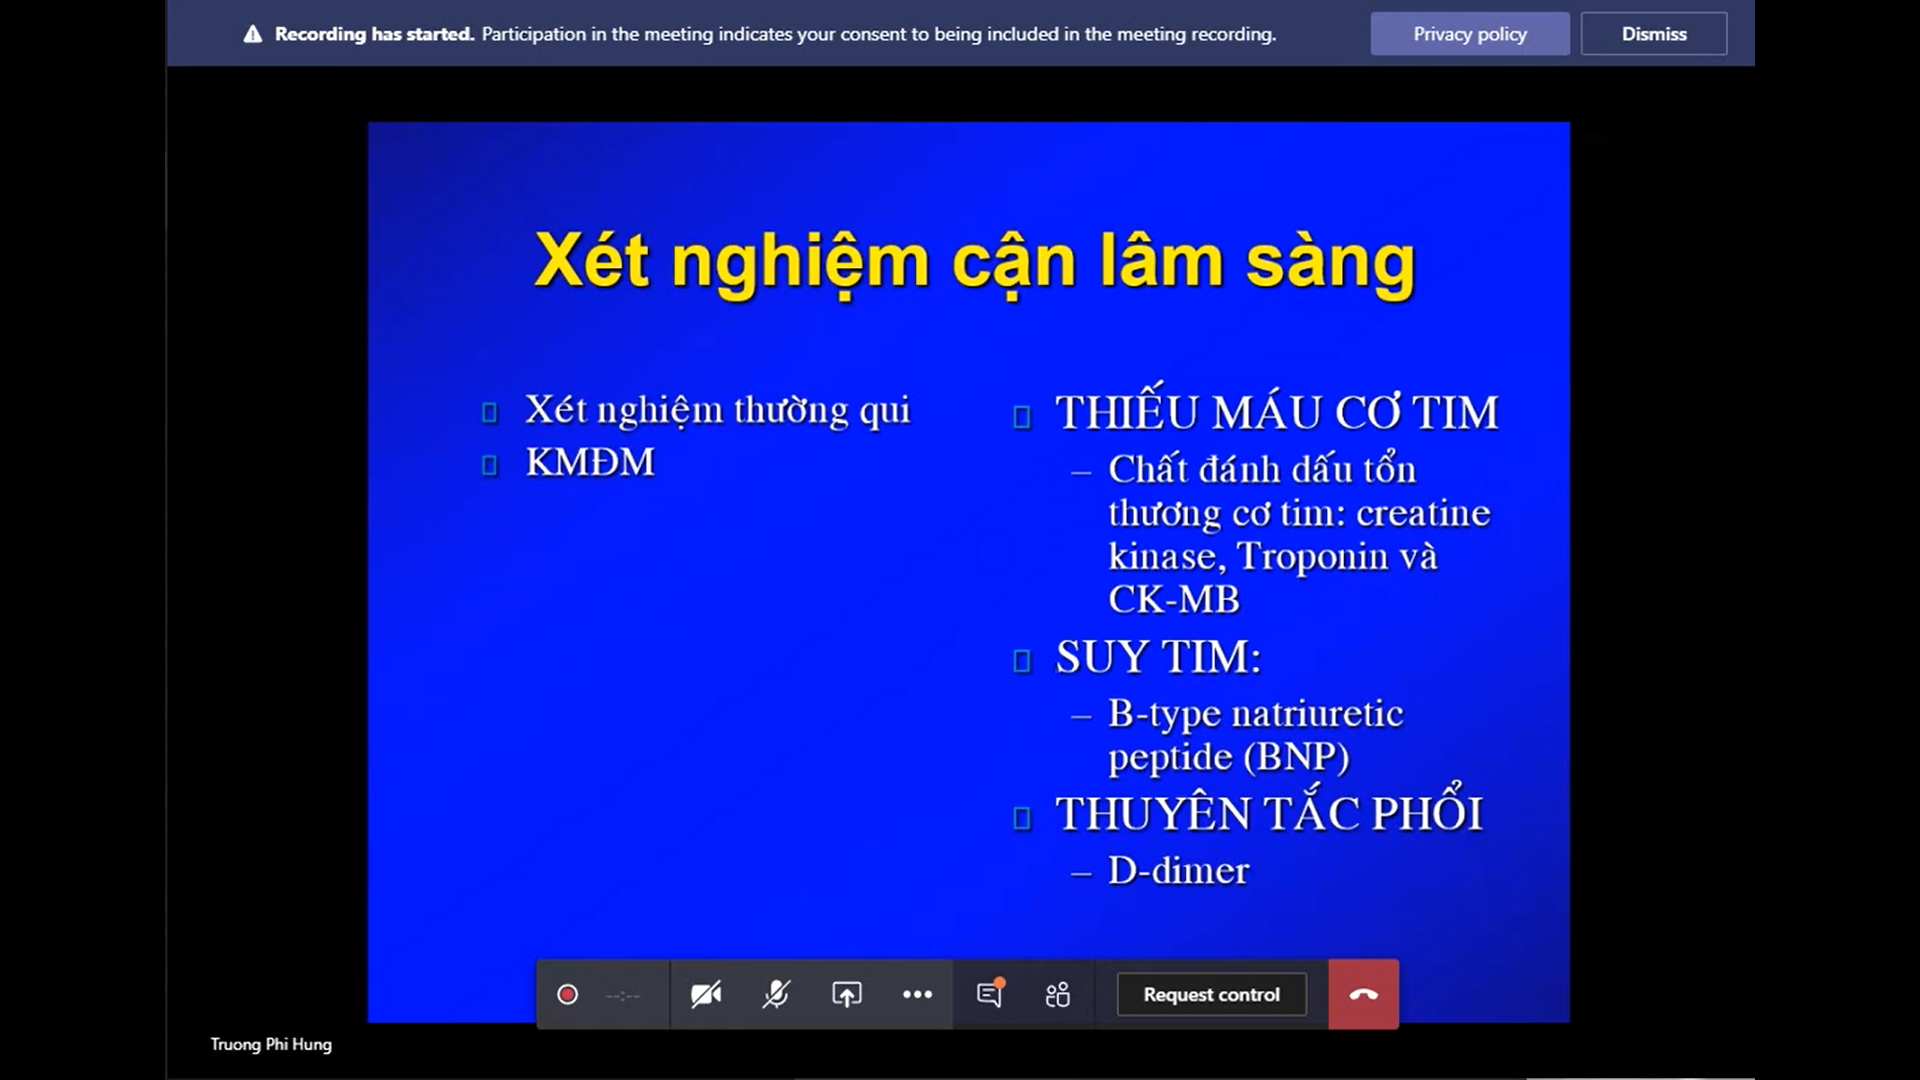 Recording has started. Participation in the meeting indicates your consent to being included in the meeting recording.
Privacy policy
Dismiss
Xét nghiệm cận lâm sàng
Xét nghiệm thường qui
KMĐM
THIẾU MÁU CƠ TIM
– Chất đánh dấu tổn
thương cơ tim: creatine
kinase, Troponin và
CK-MB
SUY TIM:
– B-type natriuretic
peptide (BNP)
THUYÊN TẮC PHỔI
– D-dimer
--:--
Request control
Truong Phi Hung